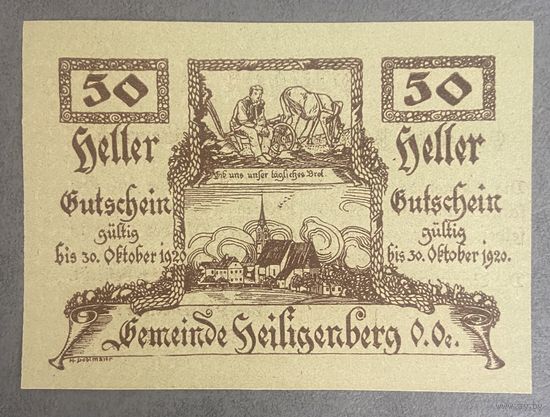 50
Heller
Gutschein
gültig
bis 30. Oktober 1920
Gib uns unser tägliches Brot.
50
Heller
Gutschein
gültig
bis 30. Oktober 1920.
Gemeinde Heiligenberg O.Oe.